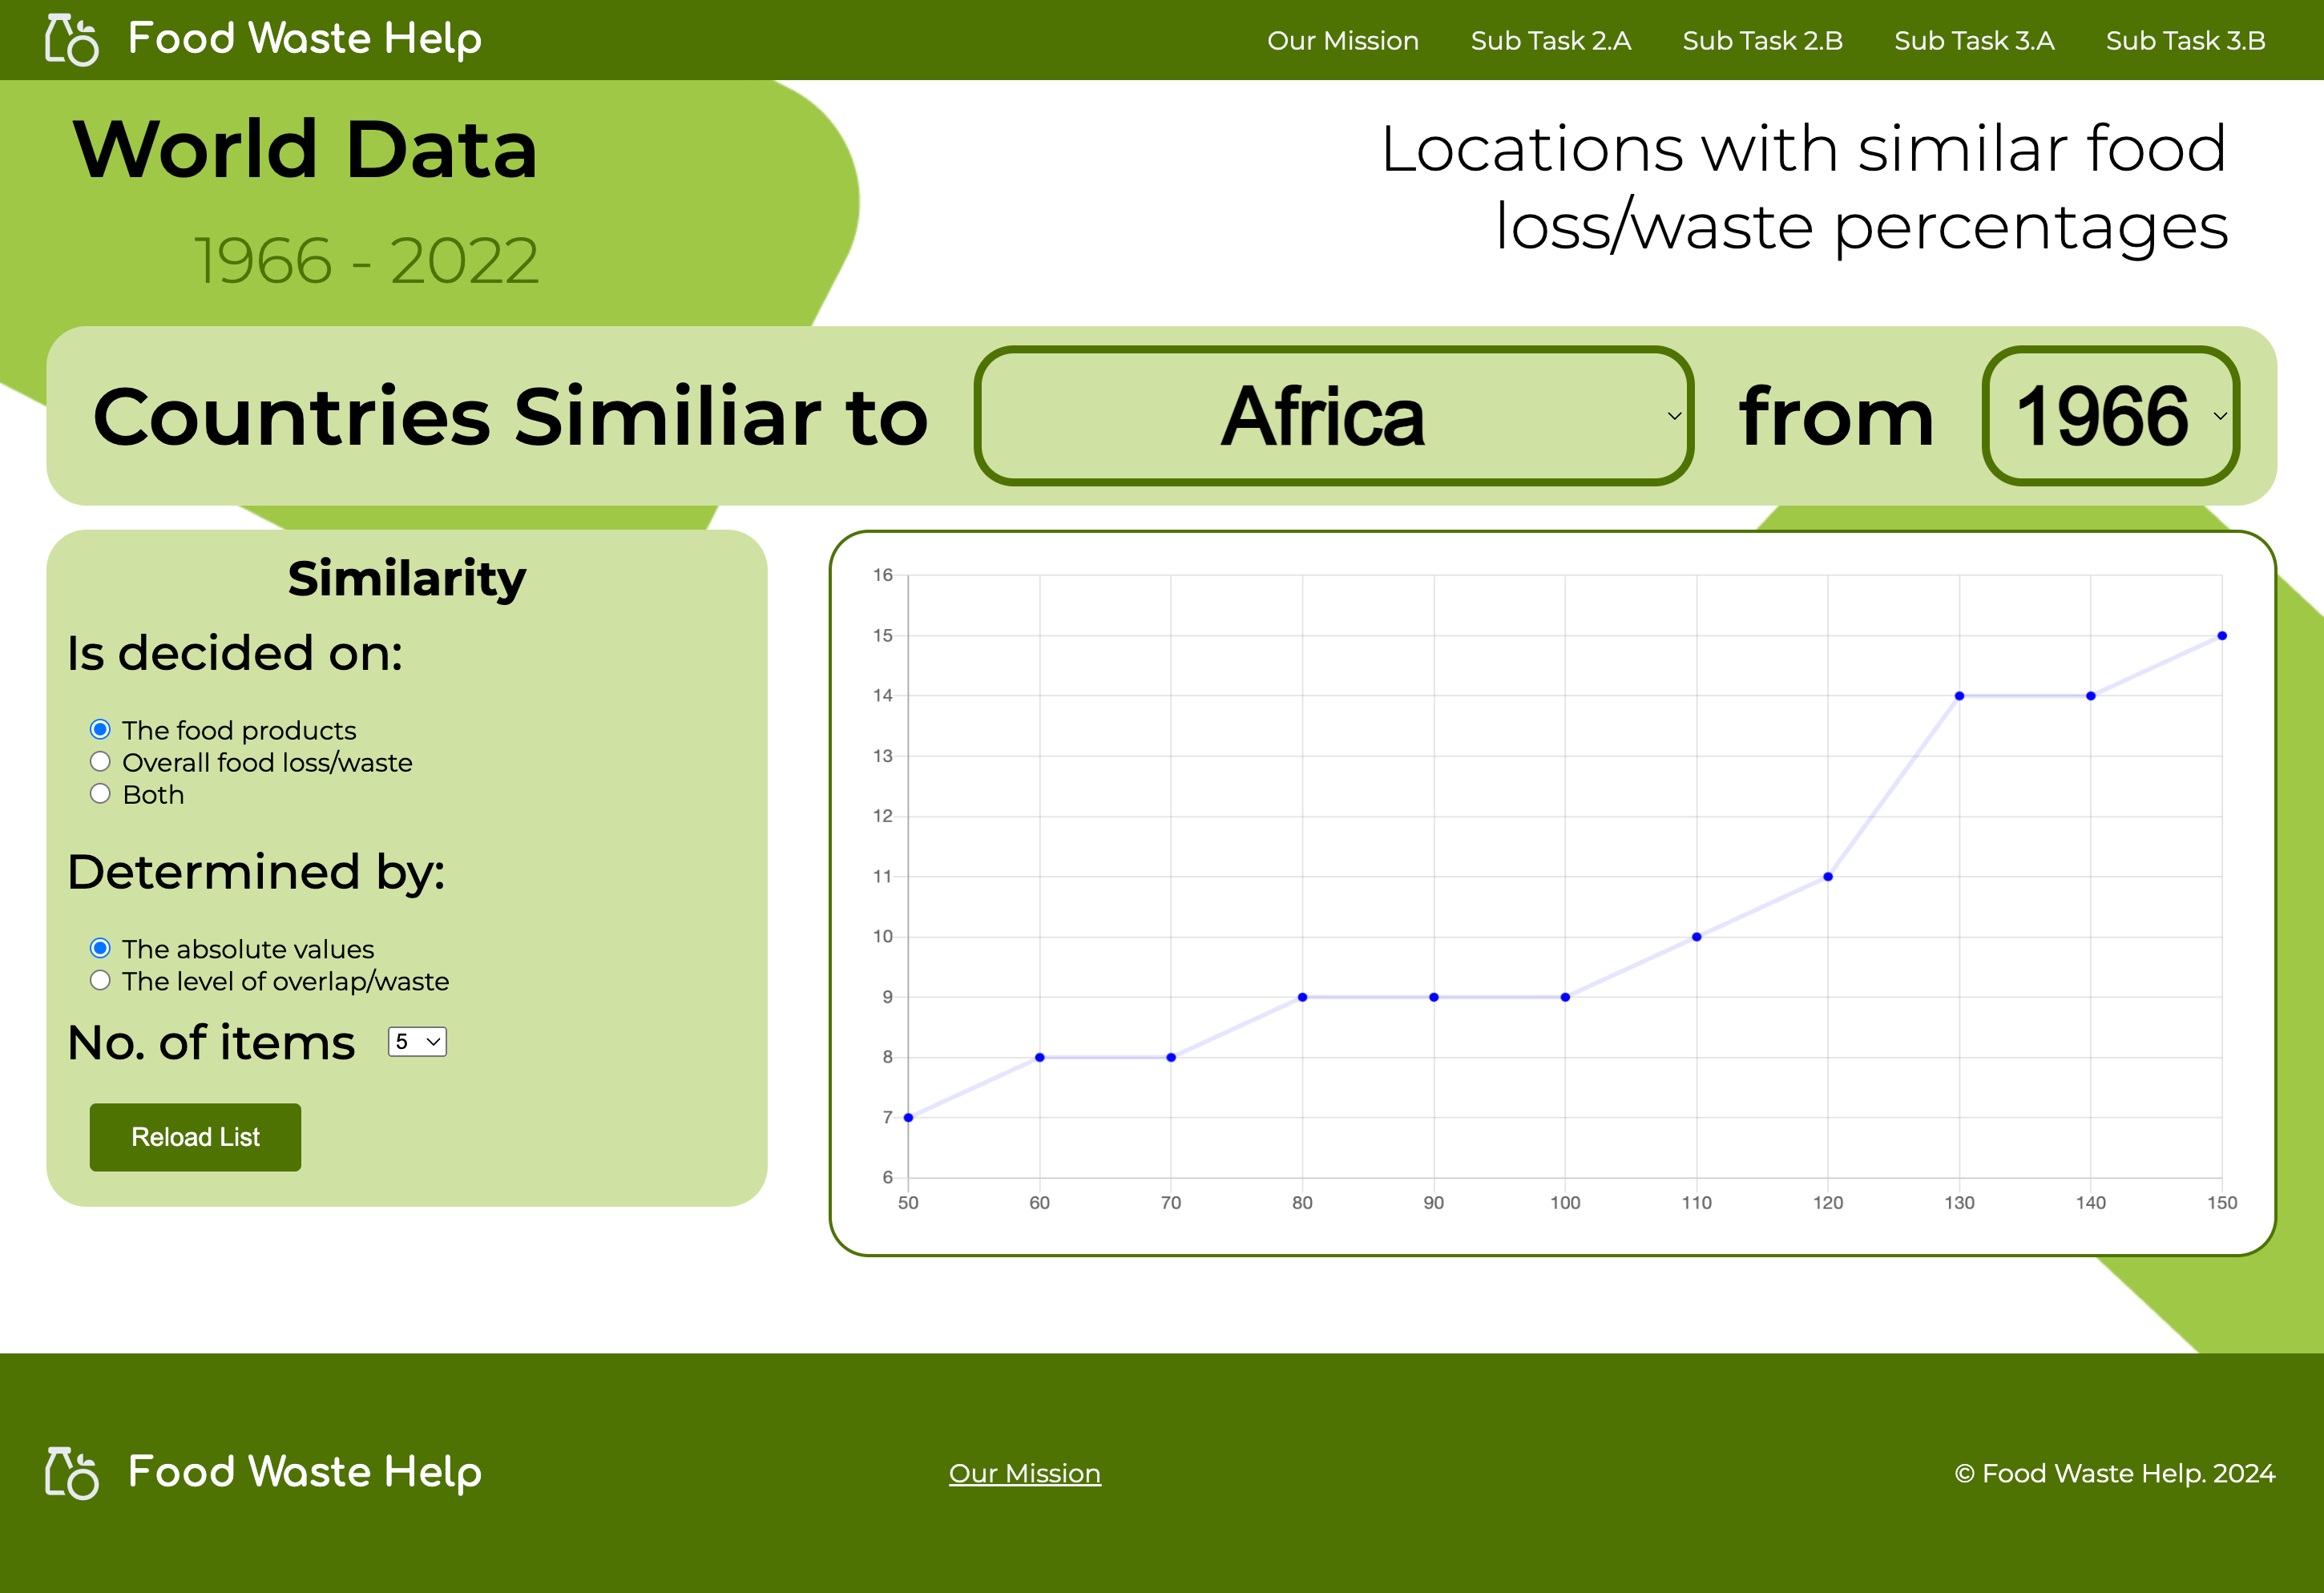 Food Waste Help
Our Mission
Sub Task 2.A
Sub Task 2.B
Sub Task 3.A
Sub Task 3.B
World Data
1966 - 2022
Locations with similar food
loss/waste percentages
Countries Similiar to
Africa
from
1966
Similarity
Is decided on:
The food products
Overall food loss/waste
Both
Determined by:
The absolute values
The level of overlap/waste
No. of items
5
Reload List
16
15
14
13
12
11
10
9
8
7
6
50 60 70 80 90 100 110 120 130 140 150
Food Waste Help
Our Mission
© Food Waste Help. 2024